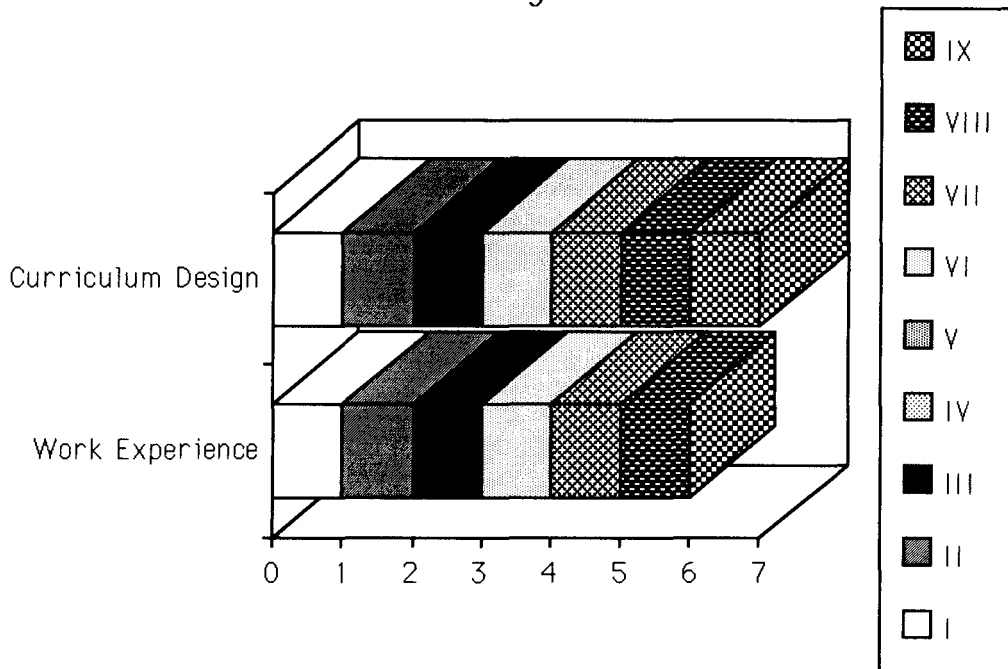 Curriculum Design
Work Experience
0 1 2 3 4 5 6 7
IX
VIII
VII
VI
V
IV
III
II
I